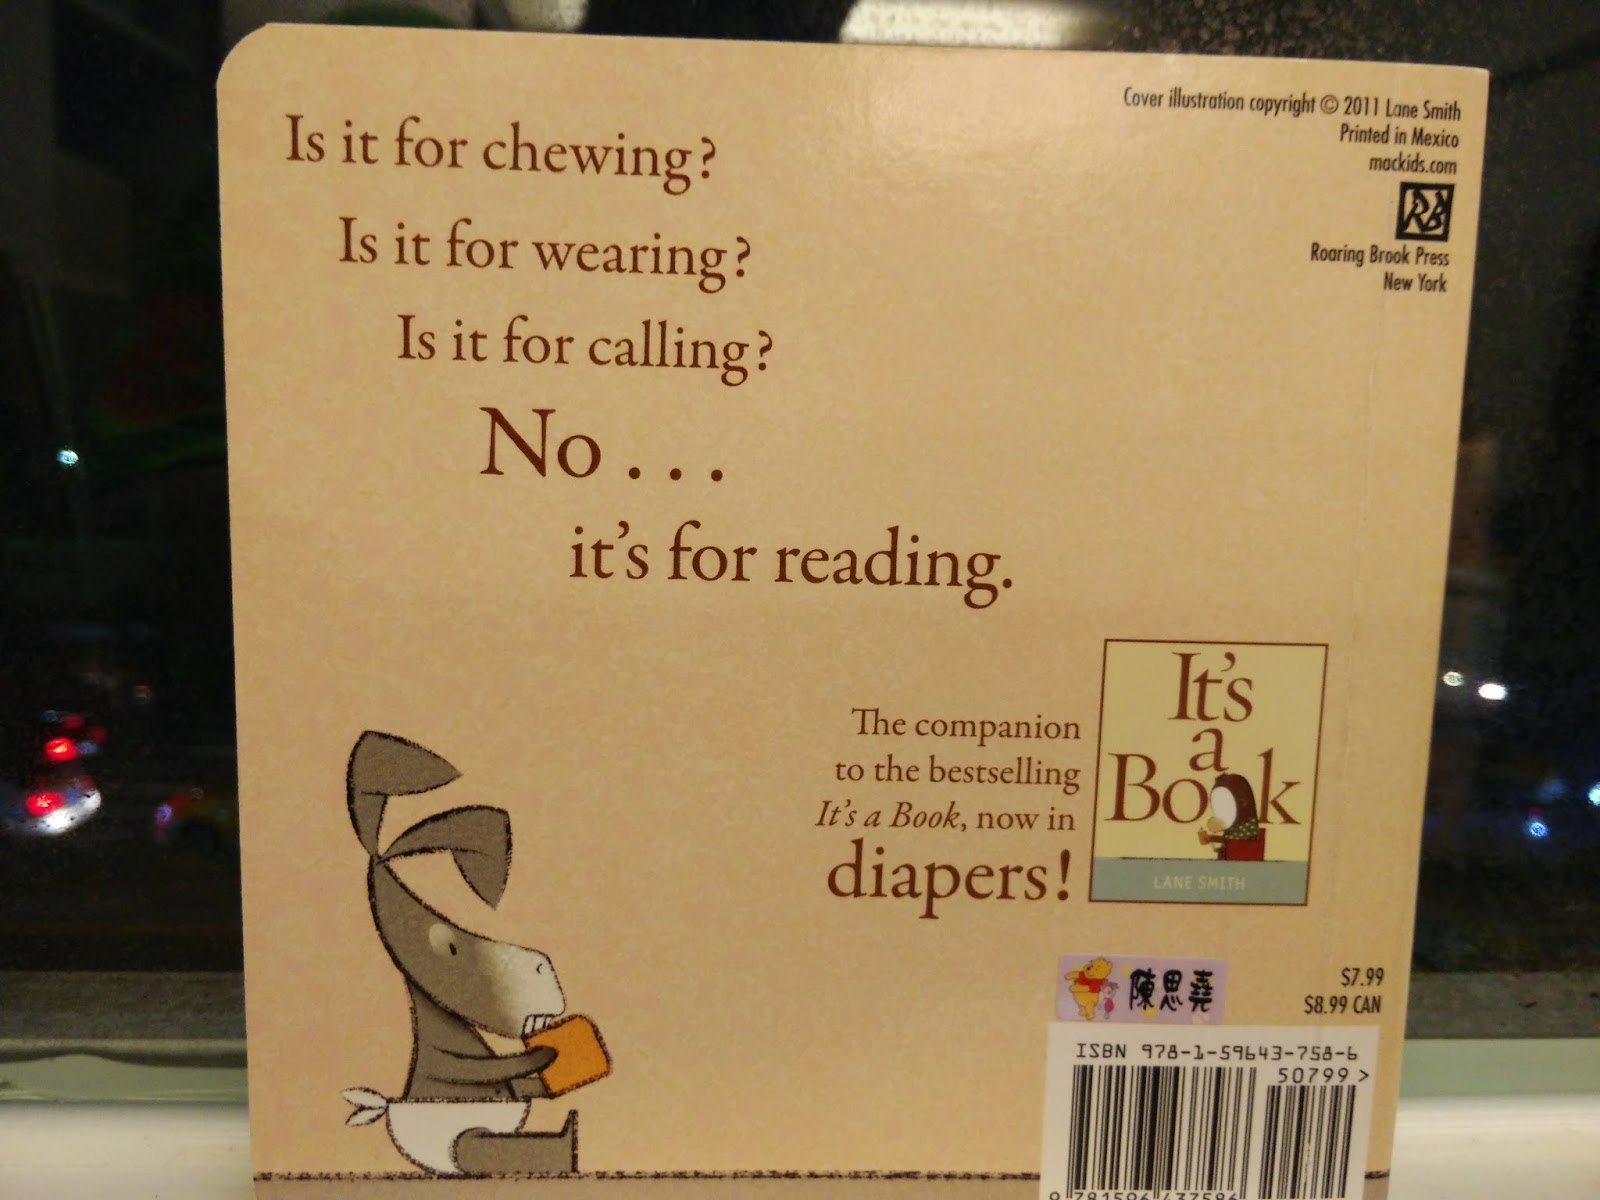 Is it for chewing?
Is it for wearing?
Is it for calling?
No . . .
it's for reading.
Cover illustration copyright © 2011 Lane Smith
Printed in Mexico
mackids.com
RB
Roaring Brook Press
New York
The companion
to the bestselling
It's a Book, now in
diapers!
It's
a
Book
LANE SMITH
陳思堯
$7.99
$8.99 CAN
ISBN 978-1-59643-758-6
50799 >
9 781596 437586